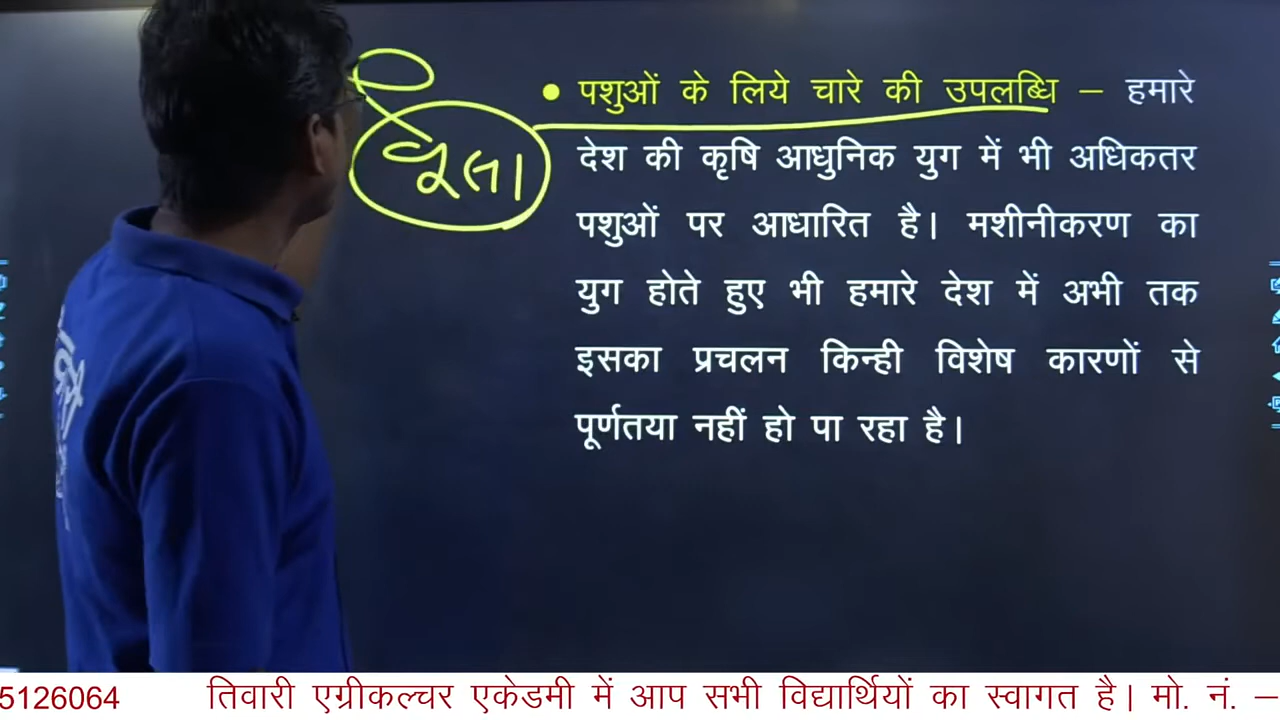 • पशुओं के लिये चारे की उपलब्धि – हमारे
देश की कृषि आधुनिक युग में भी अधिकतर
पशुओं पर आधारित है। मशीनीकरण का
युग होते हुए भी हमारे देश में अभी तक
इसका प्रचलन किन्ही विशेष कारणों से
पूर्णतया नहीं हो पा रहा है।
5126064 तिवारी एग्रीकल्चर एकेडमी में आप सभी विद्यार्थियों का स्वागत है। मो. नं. –